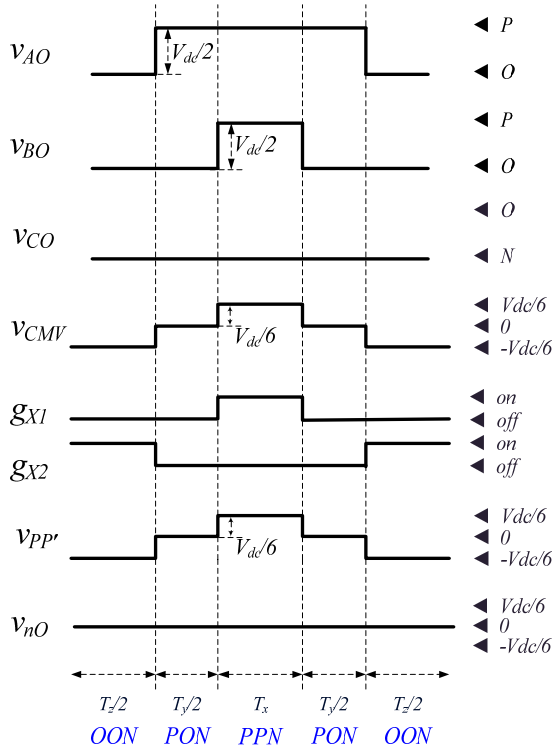 v_AO
V_dc/2
◄ P
◄ O
v_BO
V_dc/2
◄ P
◄ O
v_CO
◄ O
◄ N
v_CMV
V_dc/6
◄ Vdc/6
◄ 0
◄ -Vdc/6
g_X1
◄ on
◄ off
g_X2
◄ on
◄ off
v_PP'
V_dc/6
◄ Vdc/6
◄ 0
◄ -Vdc/6
v_nO
◄ Vdc/6
◄ 0
◄ -Vdc/6
T_z/2 T_y/2 T_x T_y/2 T_z/2
OON PON PPN PON OON